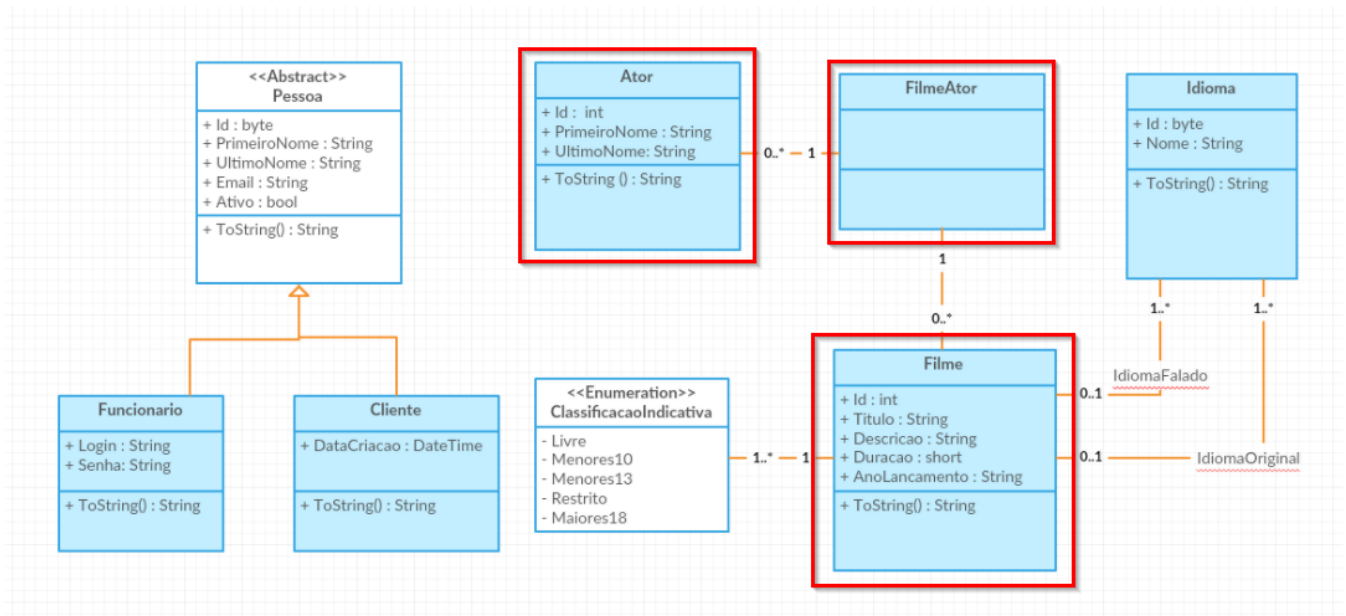 <<Abstract>>
Pessoa
+ Id : byte
+ PrimeiroNome : String
+ UltimoNome : String
+ Email : String
+ Ativo : bool
+ ToString() : String
Ator
+ Id :  int
+ PrimeiroNome : String
+ UltimoNome: String
+ ToString () : String
0..*
1
FilmeAtor
1
0..*
Idioma
+ Id : byte
+ Nome : String
+ ToString() : String
1..*
1..*
Funcionario
+ Login : String
+ Senha: String
+ ToString() : String
Cliente
+ DataCriacao : DateTime
+ ToString() : String
<<Enumeration>>
ClassificacaoIndicativa
- Livre
- Menores10
- Menores13
- Restrito
- Maiores18
1..*
1
Filme
+ Id : int
+ Titulo : String
+ Descricao : String
+ Duracao : short
+ AnoLancamento : String
+ ToString() : String
IdiomaFalado
0..1
0..1
IdiomaOriginal